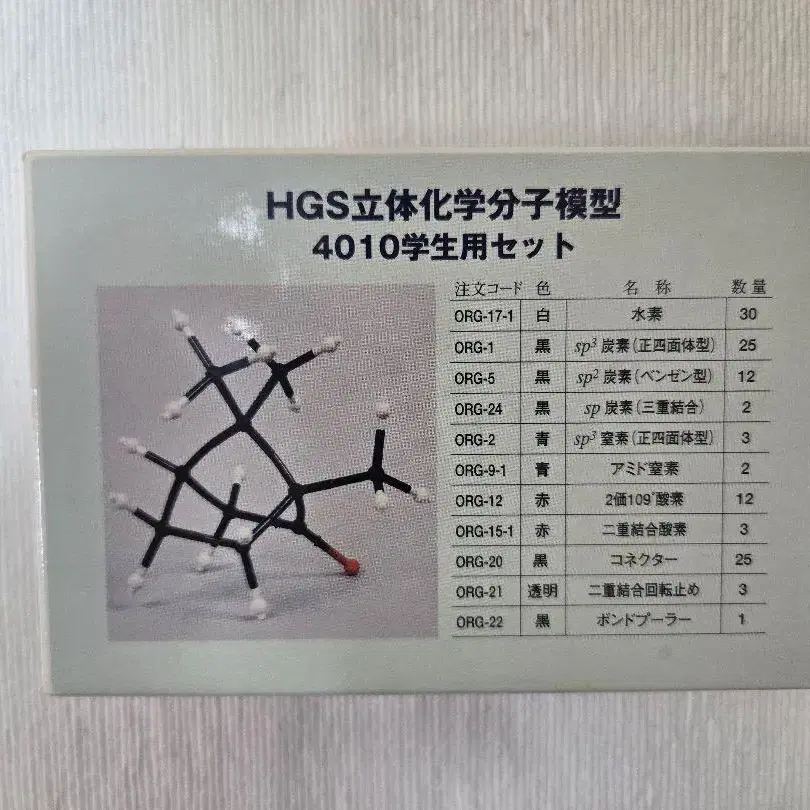 HGS立体化学分子模型
4010学生用セット
注文コード 色 名称 数量
ORG-17-1 白 水素 30
ORG-1 黒 sp³ 炭素(正四面体型) 25
ORG-5 黒 sp² 炭素(ベンゼン型) 12
ORG-24 黒 sp 炭素(三重結合) 2
ORG-2 青 sp³ 窒素(正四面体型) 3
ORG-9-1 青 アミド窒素 2
ORG-12 赤 2価109°酸素 12
ORG-15-1 赤 二重結合酸素 3
ORG-20 黒 コネクター 25
ORG-21 透明 二重結合回転止め 3
ORG-22 黒 ボンドプーラー 1